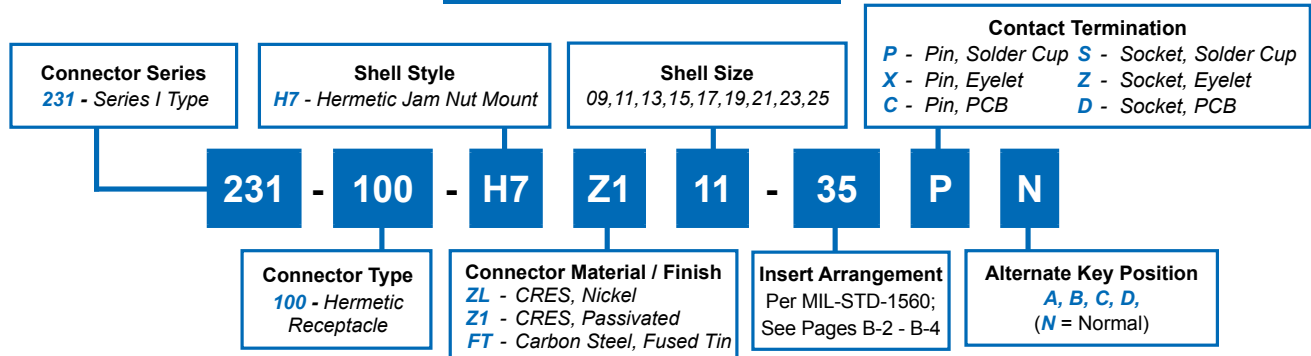 Connector Series
231 - Series I Type
Shell Style
H7 - Hermetic Jam Nut Mount
Shell Size
09,11,13,15,17,19,21,23,25
Contact Termination
P - Pin, Solder Cup S - Socket, Solder Cup
X - Pin, Eyelet Z - Socket, Eyelet
C - Pin, PCB D - Socket, PCB
231 - 100 - H7 Z1 11 - 35 P N
Connector Type
100 - Hermetic
Receptacle
Connector Material / Finish
ZL - CRES, Nickel
Z1 - CRES, Passivated
FT - Carbon Steel, Fused Tin
Insert Arrangement
Per MIL-STD-1560;
See Pages B-2 - B-4
Alternate Key Position
A, B, C, D,
(N = Normal)